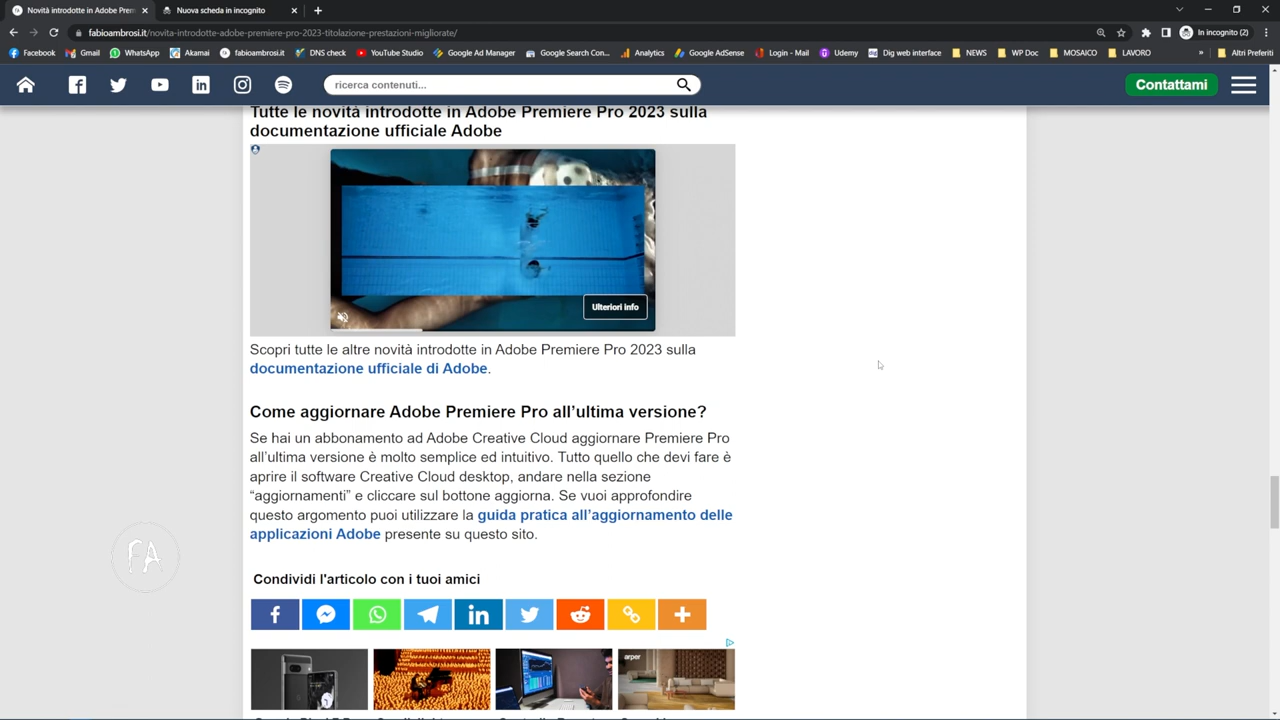 Novità introdotte in Adobe Prem
Nuova scheda in incognito
fabioambrosi.it/novita-introdotte-adobe-premiere-pro-2023-titolazione-prestazioni-migliorate/
In incognito (2)
Facebook
Gmail
WhatsApp
Akamai
fabioambrosi.it
DNS check
YouTube Studio
Google Ad Manager
Google Search Con...
Analytics
Google AdSense
Login
Udemy
Dig web interface
NEWS
WP Doc
LAPRO
»
Altri Preferiti
ricerca contenuti...
Contattami
Tutte le novità introdotte in Adobe Premiere Pro 2023 sulla
documentazione ufficiale Adobe
Ulteriori info
Scopri tutte le altre novità introdotte in Adobe Premiere Pro 2023 sulla
documentazione ufficiale di Adobe.
Come aggiornare Adobe Premiere Pro all’ultima versione?
Se hai un abbonamento ad Adobe Creative Cloud aggiornare Premiere Pro
all’ultima versione è molto semplice ed intuitivo. Tutto quello che devi fare è
aprire il software Creative Cloud desktop, andare nella sezione
“aggiornamenti” e cliccare sul bottone aggiorna. Se vuoi approfondire
questo argomento puoi utilizzare la guida pratica all’aggiornamento delle
applicazioni Adobe presente su questo sito.
FA
Condividi l'articolo con i tuoi amici
arper